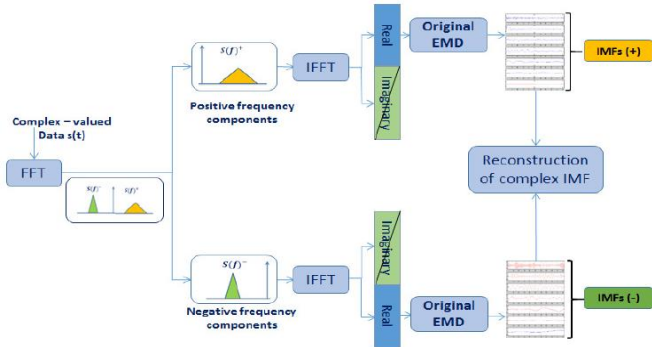 Complex – valued
Data s(t)
FFT
S(f)⁻
S(f)⁺
S(f)⁺
Positive frequency
components
IFFT
Real
Imaginary
Original
EMD
IMFs (+)
Reconstruction
of complex IMF
S(f)⁻
Negative frequency
components
IFFT
Imaginary
Real
Original
EMD
IMFs (-)